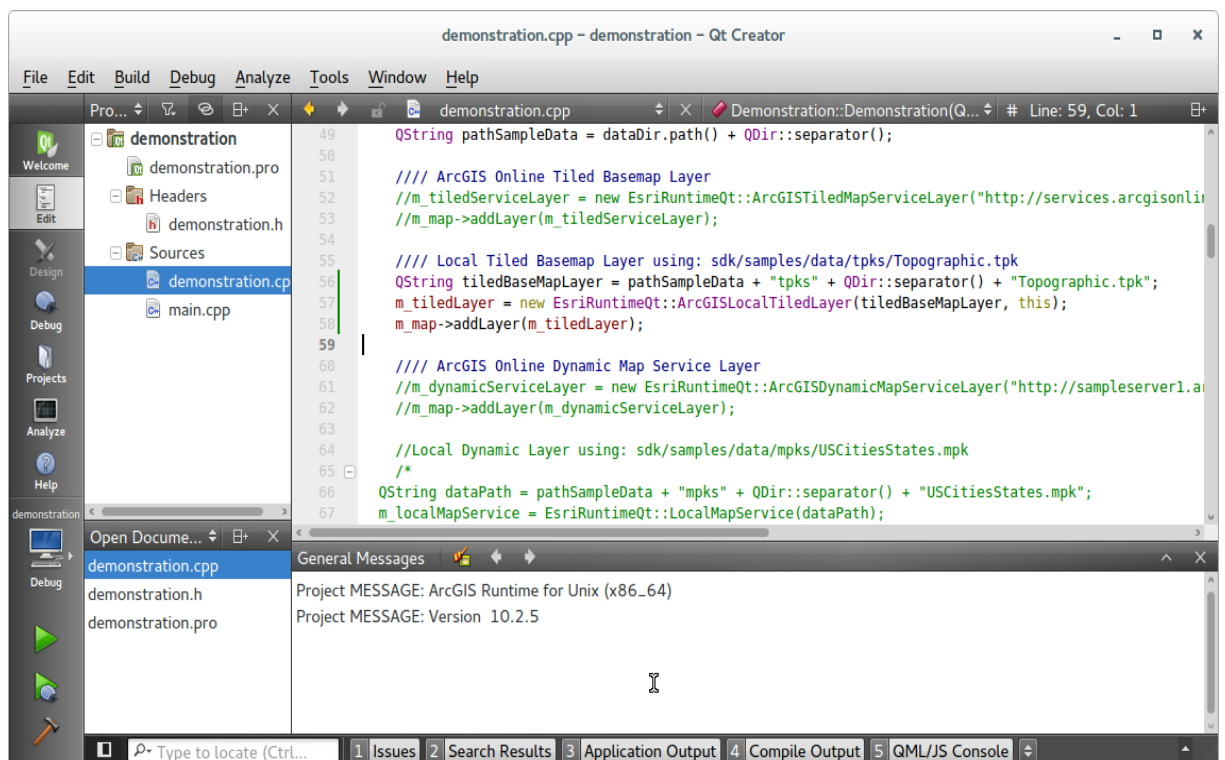 demonstration.cpp – demonstration – Qt Creator
File Edit Build Debug Analyze Tools Window Help
Pro...
demonstration.cpp
Demonstration::Demonstration(Q...
# Line: 59, Col: 1
Welcome
Edit
Design
Debug
Projects
Analyze
Help
demonstration
Debug
demonstration
demonstration.pro
Headers
demonstration.h
Sources
demonstration.cp
main.cpp
Open Docume...
demonstration.cpp
demonstration.h
demonstration.pro
49 QString pathSampleData = dataDir.path() + QDir::separator();
50
51 //// ArcGIS Online Tiled Basemap Layer
52 //m_tiledServiceLayer = new EsriRuntimeQt::ArcGISTiledMapServiceLayer("http://services.arcgisonli
53 //m_map->addLayer(m_tiledServiceLayer);
54
55 //// Local Tiled Basemap Layer using: sdk/samples/data/tpks/Topographic.tpk
56 QString tiledBaseMapLayer = pathSampleData + "tpks" + QDir::separator() + "Topographic.tpk";
57 m_tiledLayer = new EsriRuntimeQt::ArcGISLocalTiledLayer(tiledBaseMapLayer, this);
58 m_map->addLayer(m_tiledLayer);
59
60 //// ArcGIS Online Dynamic Map Service Layer
61 //m_dynamicServiceLayer = new EsriRuntimeQt::ArcGISDynamicMapServiceLayer("http://sampleserver1.a
62 //m_map->addLayer(m_dynamicServiceLayer);
63
64 //Local Dynamic Layer using: sdk/samples/data/mpks/USCitiesStates.mpk
65 /*
66 QString dataPath = pathSampleData + "mpks" + QDir::separator() + "USCitiesStates.mpk";
67 m_localMapService = EsriRuntimeQt::LocalMapService(dataPath);
General Messages
Project MESSAGE: ArcGIS Runtime for Unix (x86_64)
Project MESSAGE: Version 10.2.5
Type to locate (Ctrl...
1 Issues 2 Search Results 3 Application Output 4 Compile Output 5 QML/JS Console